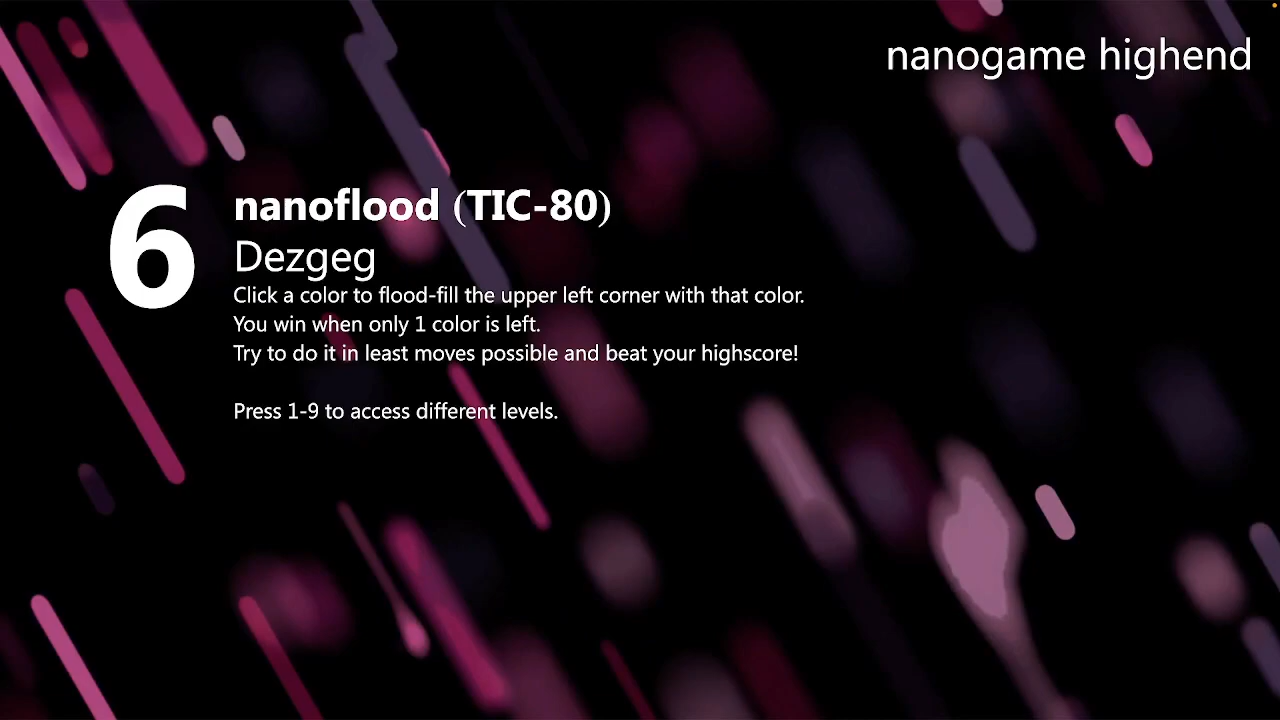 nanogame highend
6
nanoflood (TIC-80)
Dezgeg
Click a color to flood-fill the upper left corner with that color.
You win when only 1 color is left.
Try to do it in least moves possible and beat your highscore!
Press 1-9 to access different levels.